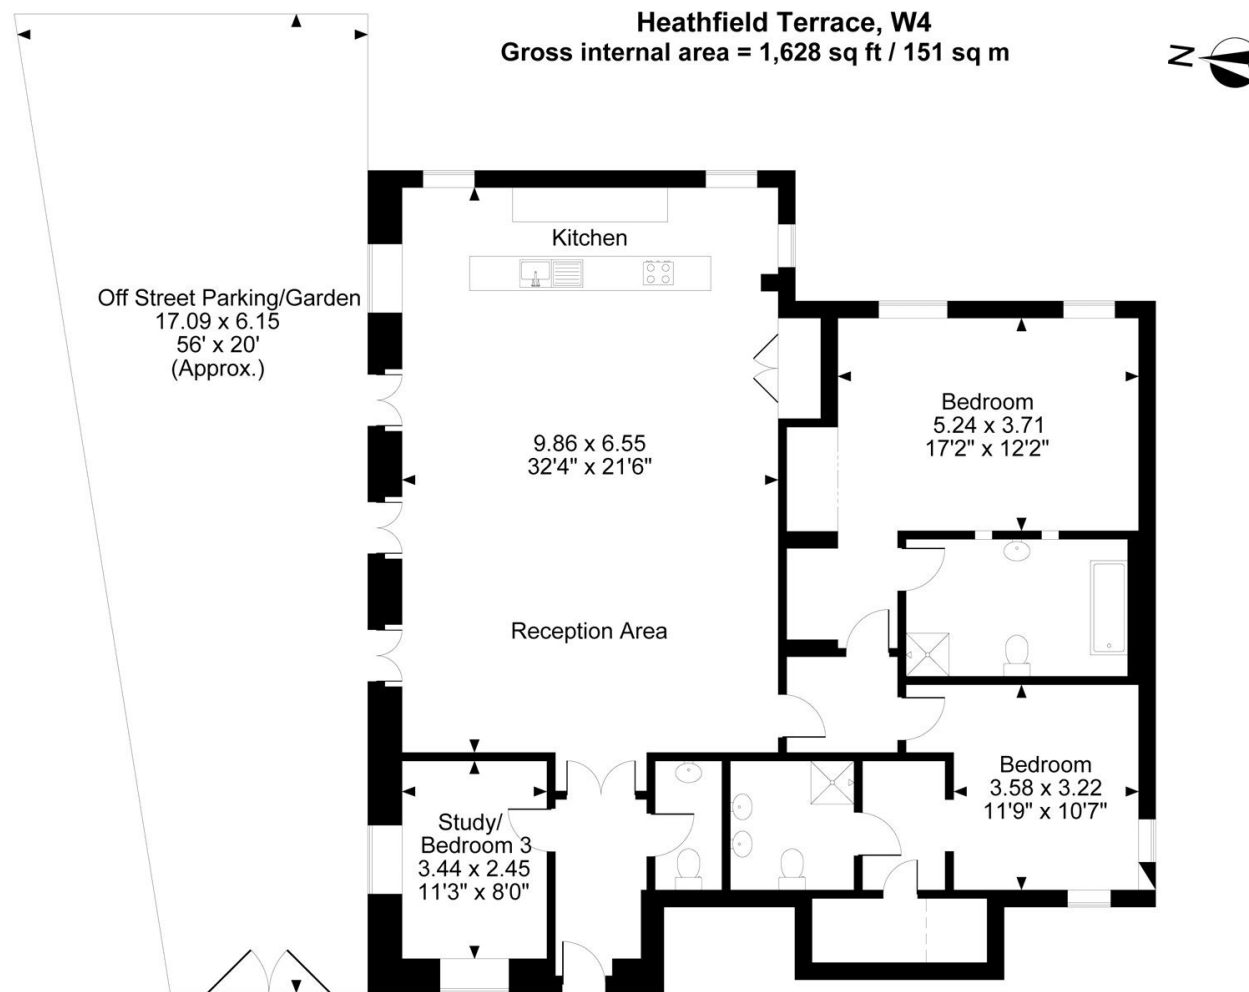 Heathfield Terrace, W4
Gross internal area = 1,628 sq ft / 151 sq m
N
Kitchen
Off Street Parking/Garden
17.09 x 6.15
56' x 20'
(Approx.)
9.86 x 6.55
32'4" x 21'6"
Bedroom
5.24 x 3.71
17'2" x 12'2"
Reception Area
Bedroom
3.58 x 3.22
11'9" x 10'7"
Study/
Bedroom 3
3.44 x 2.45
11'3" x 8'0"